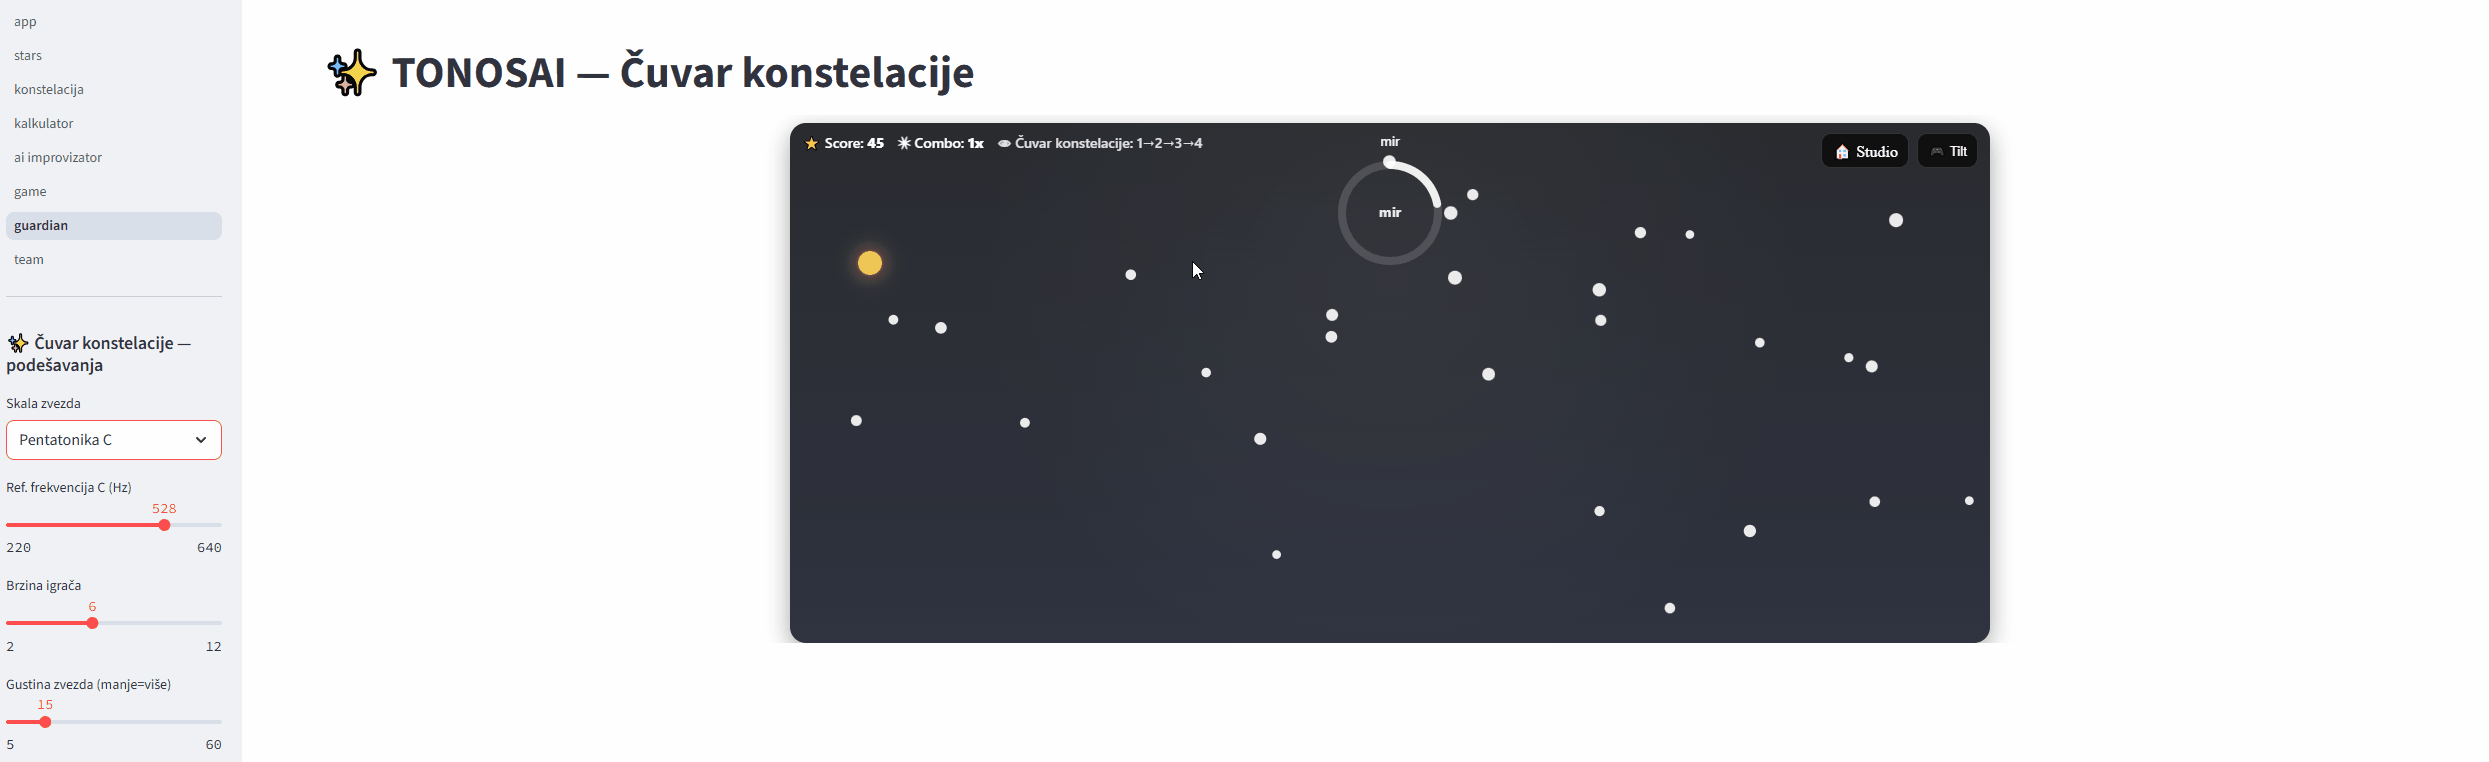 app
stars
konstelacija
kalkulator
ai improvizator
game
guardian
team
✨ Čuvar konstelacije —
podešavanja
Skala zvezda
Pentatonika C
Ref. frekvencija C (Hz)
528
220 640
Brzina igrača
6
2 12
Gustina zvezda (manje=više)
15
5 60
✨ TONOSAI — Čuvar konstelacije
Score: 45 Combo: 1x Čuvar konstelacije: 1→2→3→4
mir
Studio
Tilt
mir